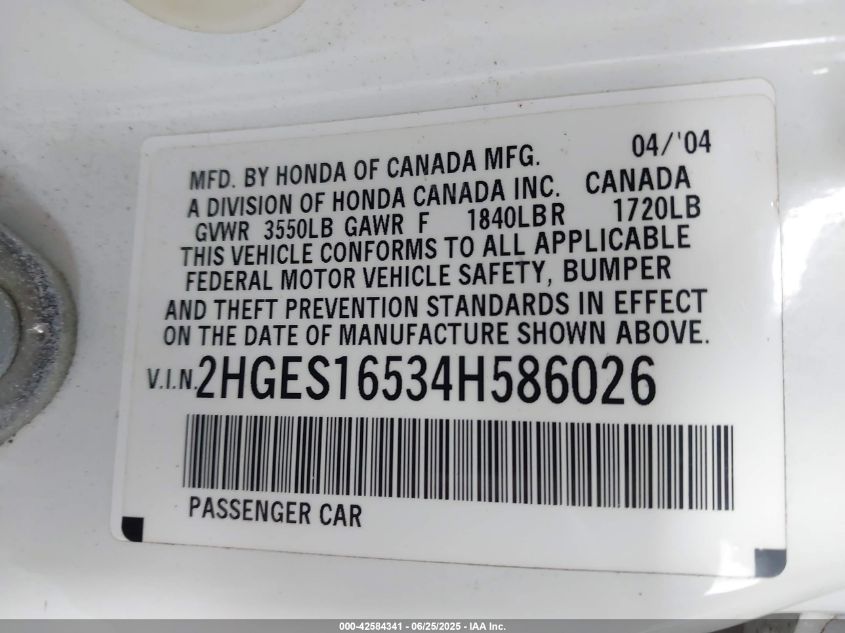 MFD. BY HONDA OF CANADA MFG. 04/'04
A DIVISION OF HONDA CANADA INC. CANADA
GVWR 3550LB GAWR F 1840LB R 1720LB
THIS VEHICLE CONFORMS TO ALL APPLICABLE
FEDERAL MOTOR VEHICLE SAFETY, BUMPER
AND THEFT PREVENTION STANDARDS IN EFFECT
ON THE DATE OF MANUFACTURE SHOWN ABOVE.
V.I.N. 2HGES16534H586026
PASSENGER CAR
000-42584341 - 06/25/2025 - IAA Inc.